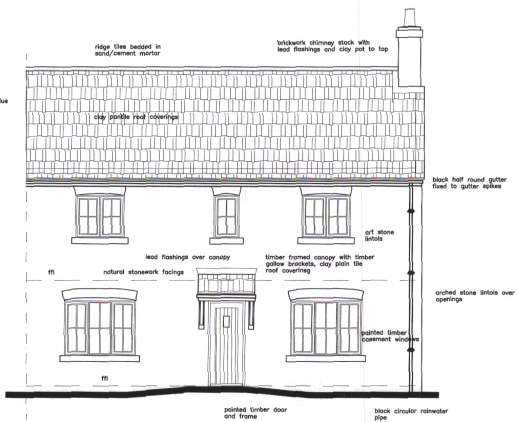 ridge tiles bedded in
sand/cement mortar
brickwork chimney stack with
lead flashings and clay pot to top
lue
clay pantile roof coverings
black half round gutter
fixed to gutter spikes
art stone
lintols
lead flashings over canopy
timber framed canopy with timber
gallow brackets, clay plain tile
roof coverinsg
ffl
natural stonework facings
arched stone lintols over
openings
painted timber
casement windows
ffl
painted timber door
and frame
black circular rainwater
pipe